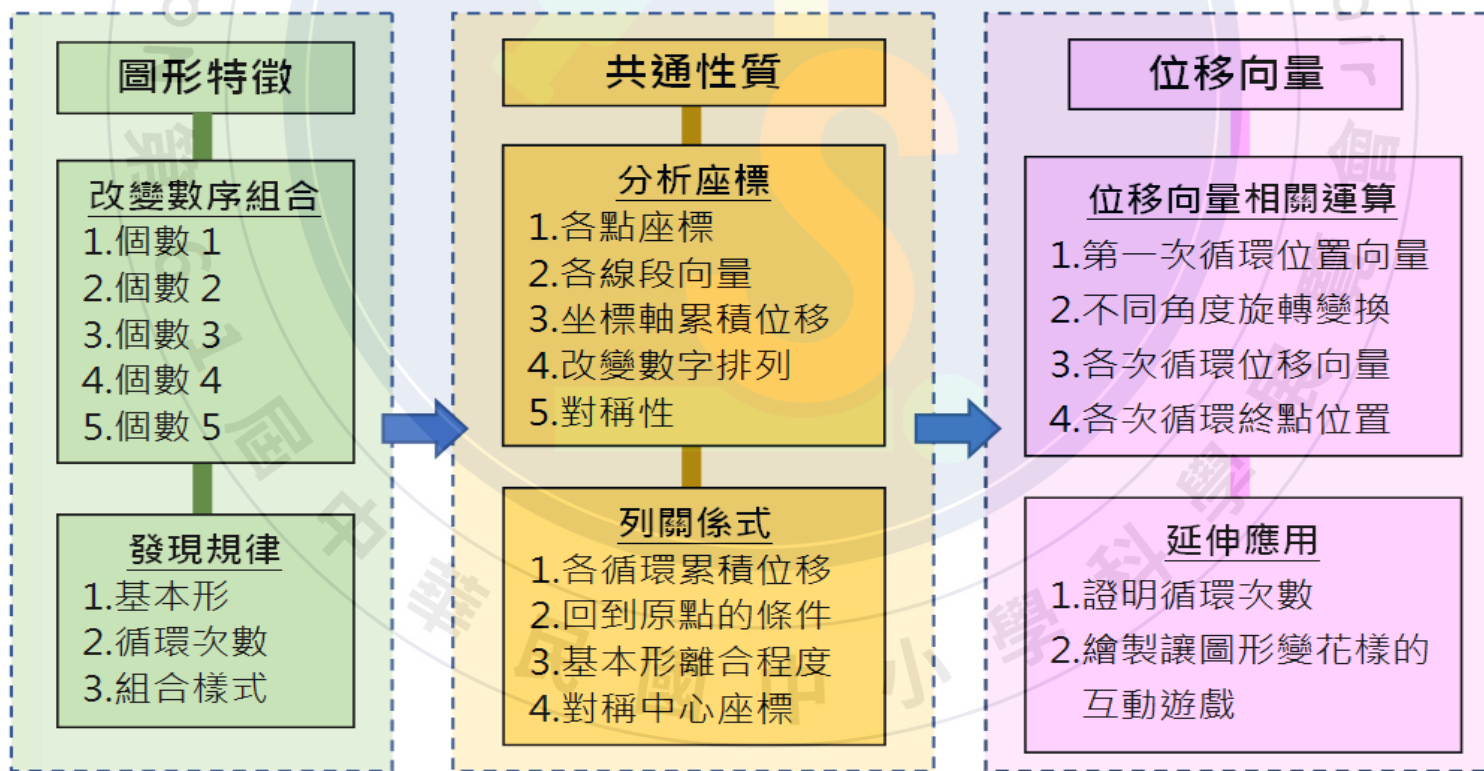 圖形特徵
改變數序組合
1.個數 1
2.個數 2
3.個數 3
4.個數 4
5.個數 5
發現規律
1.基本形
2.循環次數
3.組合樣式
共通性質
分析座標
1.各點座標
2.各線段向量
3.坐標軸累積位移
4.改變數字排列
5.對稱性
列關係式
1.各循環累積位移
2.回到原點的條件
3.基本形離合程度
4.對稱中心座標
位移向量
位移向量相關運算
1.第一次循環位置向量
2.不同角度旋轉變換
3.各次循環位移向量
4.各次循環終點位置
延伸應用
1.證明循環次數
2.繪製讓圖形變花樣的
互動遊戲
中華民國中小學科學